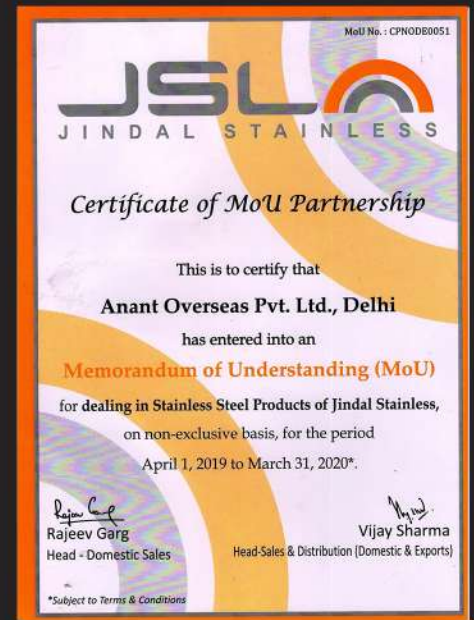 MoU No. : CPNODE0051
JSL
JINDAL STAINLESS
Certificate of MoU Partnership
This is to certify that
Anant Overseas Pvt. Ltd., Delhi
has entered into an
Memorandum of Understanding (MoU)
for dealing in Stainless Steel Products of Jindal Stainless,
on non-exclusive basis, for the period
April 1, 2019 to March 31, 2020*.
Rajeev Garg
Vijay Sharma
Head - Domestic Sales
Head-Sales & Distribution (Domestic & Exports)
*Subject to Terms & Conditions